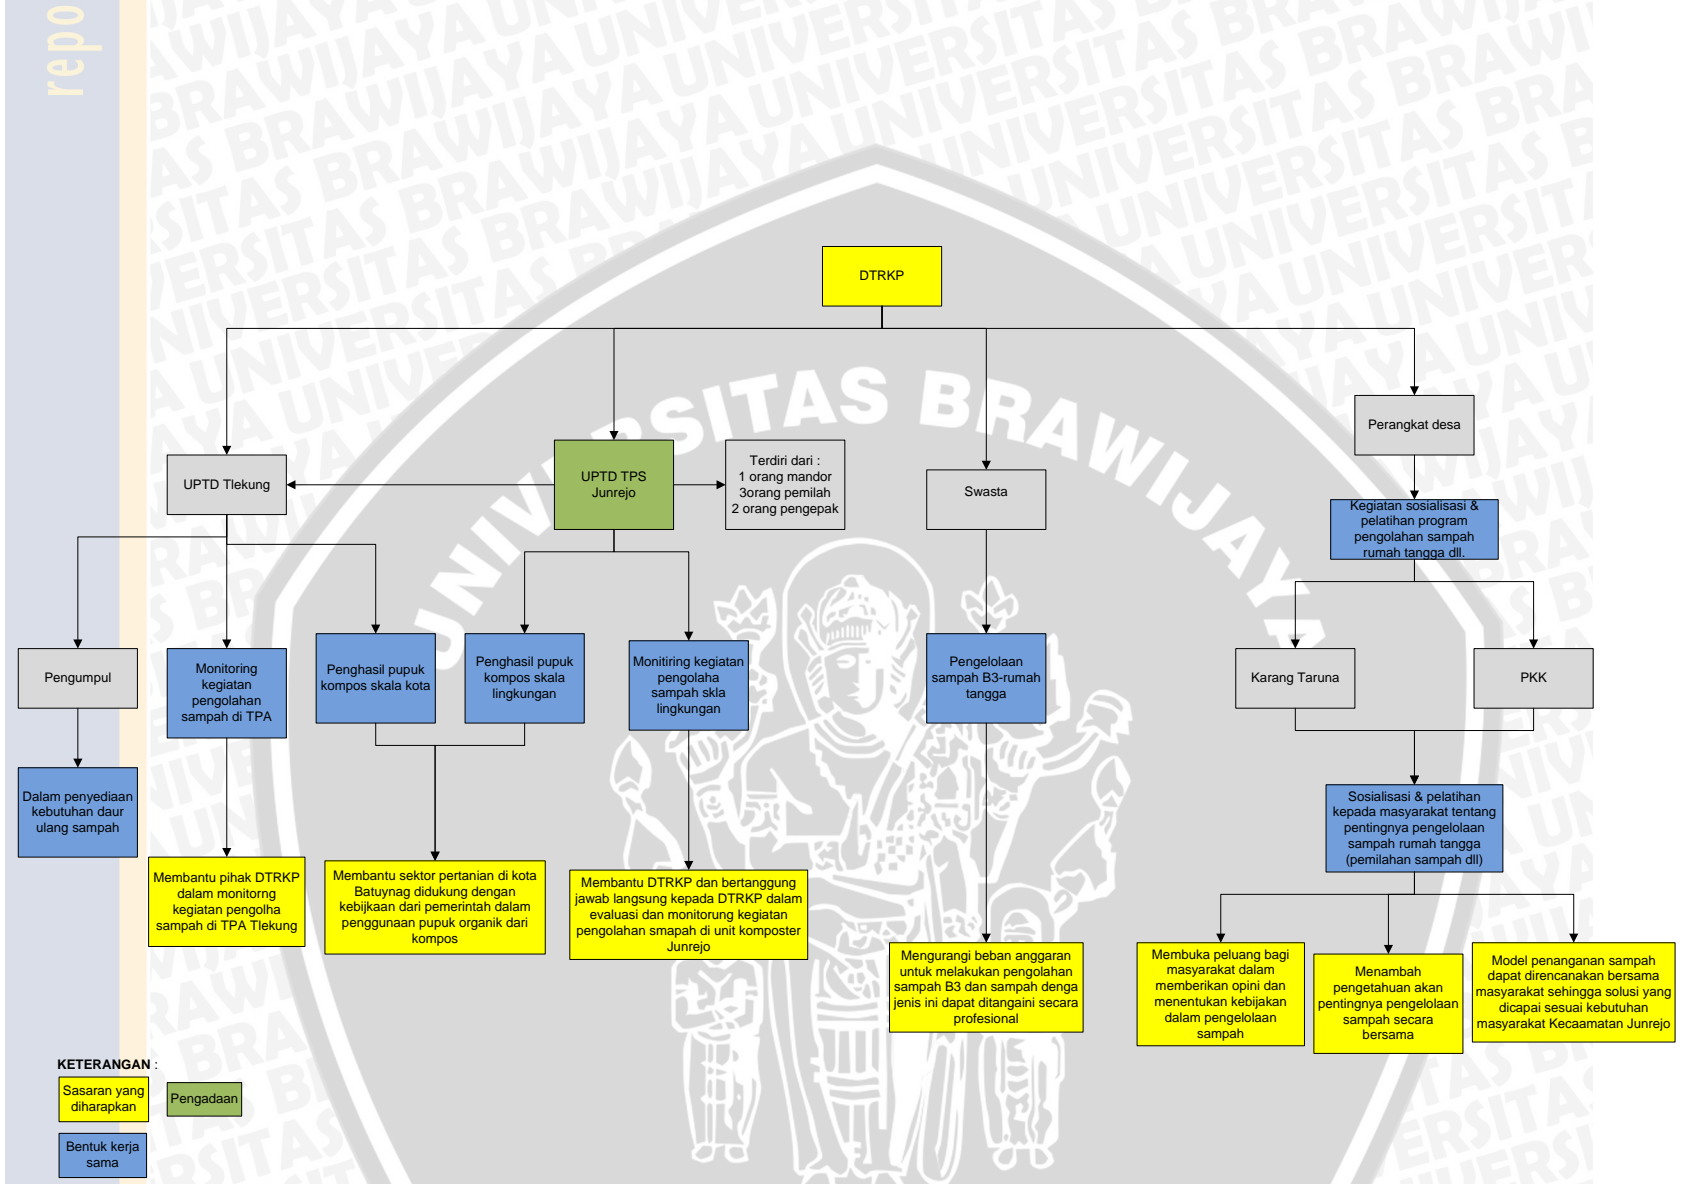 repo
UNIVERSITAS BRAWIJAYA
DTRKP
Perangkat desa
UPTD Tlekung
UPTD TPS
Junrejo
Terdiri dari :
1 orang mandor
3orang pemilah
2 orang pengepak
Swasta
Kegiatan sosialisasi &
pelatihan program
pengolahan sampah
rumah tangga dll.
Pengumpul
Monitoring
kegiatan
pengolahan
sampah di TPA
Penghasil pupuk
kompos skala kota
Penghasil pupuk
kompos skala
lingkungan
Monitiring kegiatan
pengolaha
sampah skla
lingkungan
Pengelolaan
sampah B3-rumah
tangga
Karang Taruna
PKK
Dalam penyediaan
kebutuhan daur
ulang sampah
Sosialisasi & pelatihan
kepada masyarakat tentang
pentingnya pengelolaan
sampah rumah tangga
(pemilahan sampah dll)
Membantu pihak DTRKP
dalam monitorng
kegiatan pengolha
sampah di TPA Tlekung
Membantu sektor pertanian di kota
Batuynag didukung dengan
kebijkaan dari pemerintah dalam
penggunaan pupuk organik dari
kompos
Membantu DTRKP dan bertanggung
jawab langsung kepada DTRKP dalam
evaluasi dan monitorung kegiatan
pengolahan smapah di unit komposter
Junrejo
Mengurangi beban anggaran
untuk melakukan pengolahan
sampah B3 dan sampah denga
jenis ini dapat ditangaini secara
profesional
Membuka peluang bagi
masyarakat dalam
memberikan opini dan
menentukan kebijakan
dalam pengelolaan
sampah
Menambah
pengetahuan akan
pentingnya pengelolaan
sampah secara
bersama
Model penanganan sampah
dapat direncanakan bersama
masyarakat sehingga solusi yang
dicapai sesuai kebutuhan
masyarakat Kecaamatan Junrejo
KETERANGAN :
Sasaran yang
diharapkan
Pengadaan
Bentuk kerja
sama